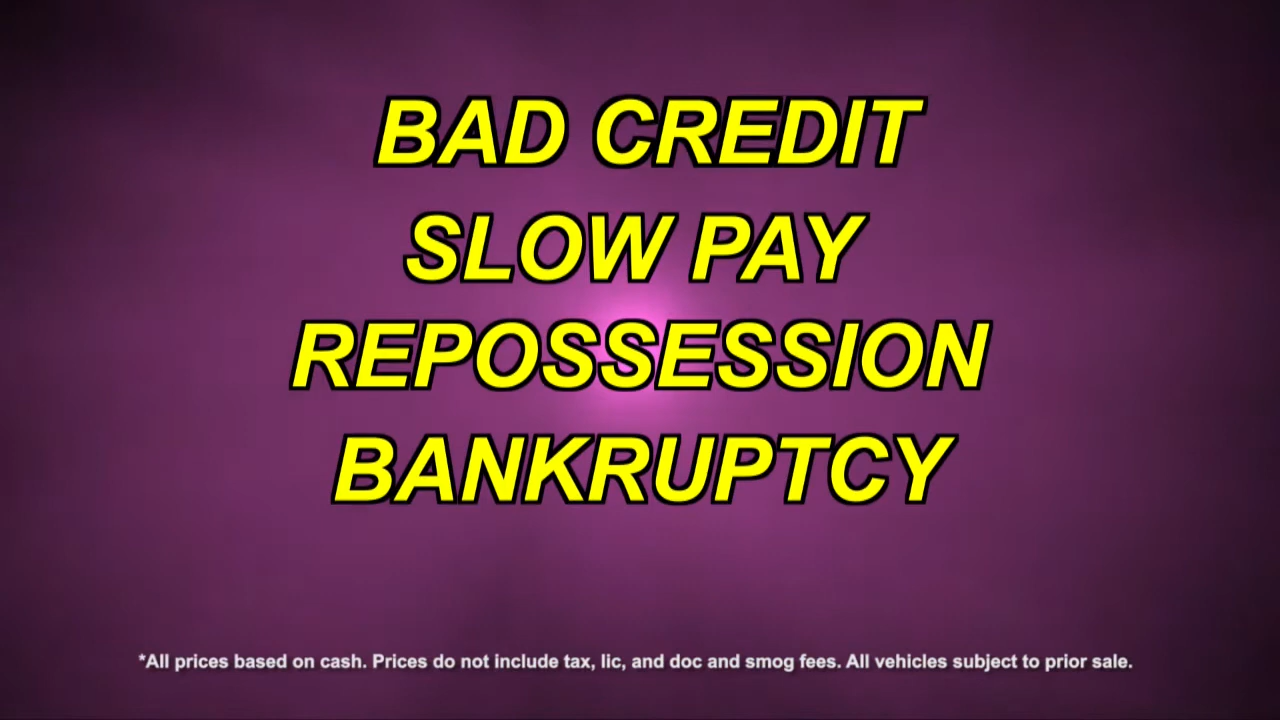 BAD CREDIT
SLOW PAY
REPOSSESSION
BANKRUPTCY
*All prices based on cash. Prices do not include tax, lic, and doc and smog fees. All vehicles subject to prior sale.